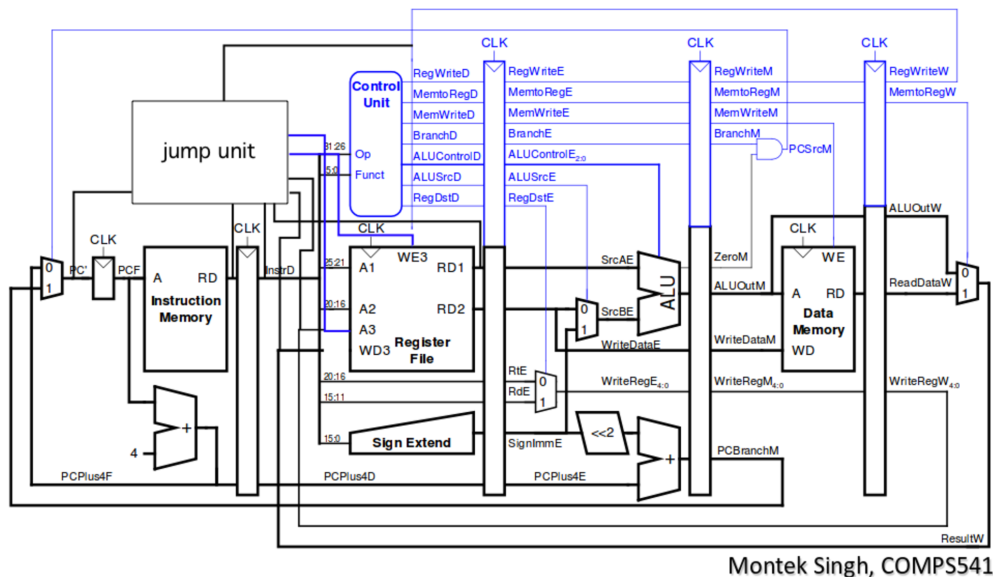 CLK CLK CLK
RegWriteD RegWriteE RegWriteM RegWriteW
Control Unit
MemtoRegD MemtoRegE MemtoRegM MemtoRegW
MemWriteD MemWriteE MemWriteM
BranchD BranchE BranchM
PCSrcM
jump unit
31:26 Op
ALUControlD ALUControlE2:0
5:0 Funct
ALUSrcD ALUSrcE
RegDstD RegDstE
ALUOutW
CLK CLK CLK CLK
WE3 WE
ZeroM
0 1 PC' PCF A RD InstrD 25:21 A1 RD1 SrcAE ALU
Instruction Memory
ALUOutM A RD ReadDataW 0 1
20:16 A2 RD2 0 1 SrcBE
Data Memory
A3 Register File
WD3 WriteDataE WriteDataM WD
20:16 RtE 0
15:11 RdE 1 WriteRegE4:0 WriteRegM4:0 WriteRegW4:0
+
4
15:0 Sign Extend SignImmE <<2 + PCBranchM
PCPlus4F PCPlus4D PCPlus4E
ResultW
Montek Singh, COMPS541